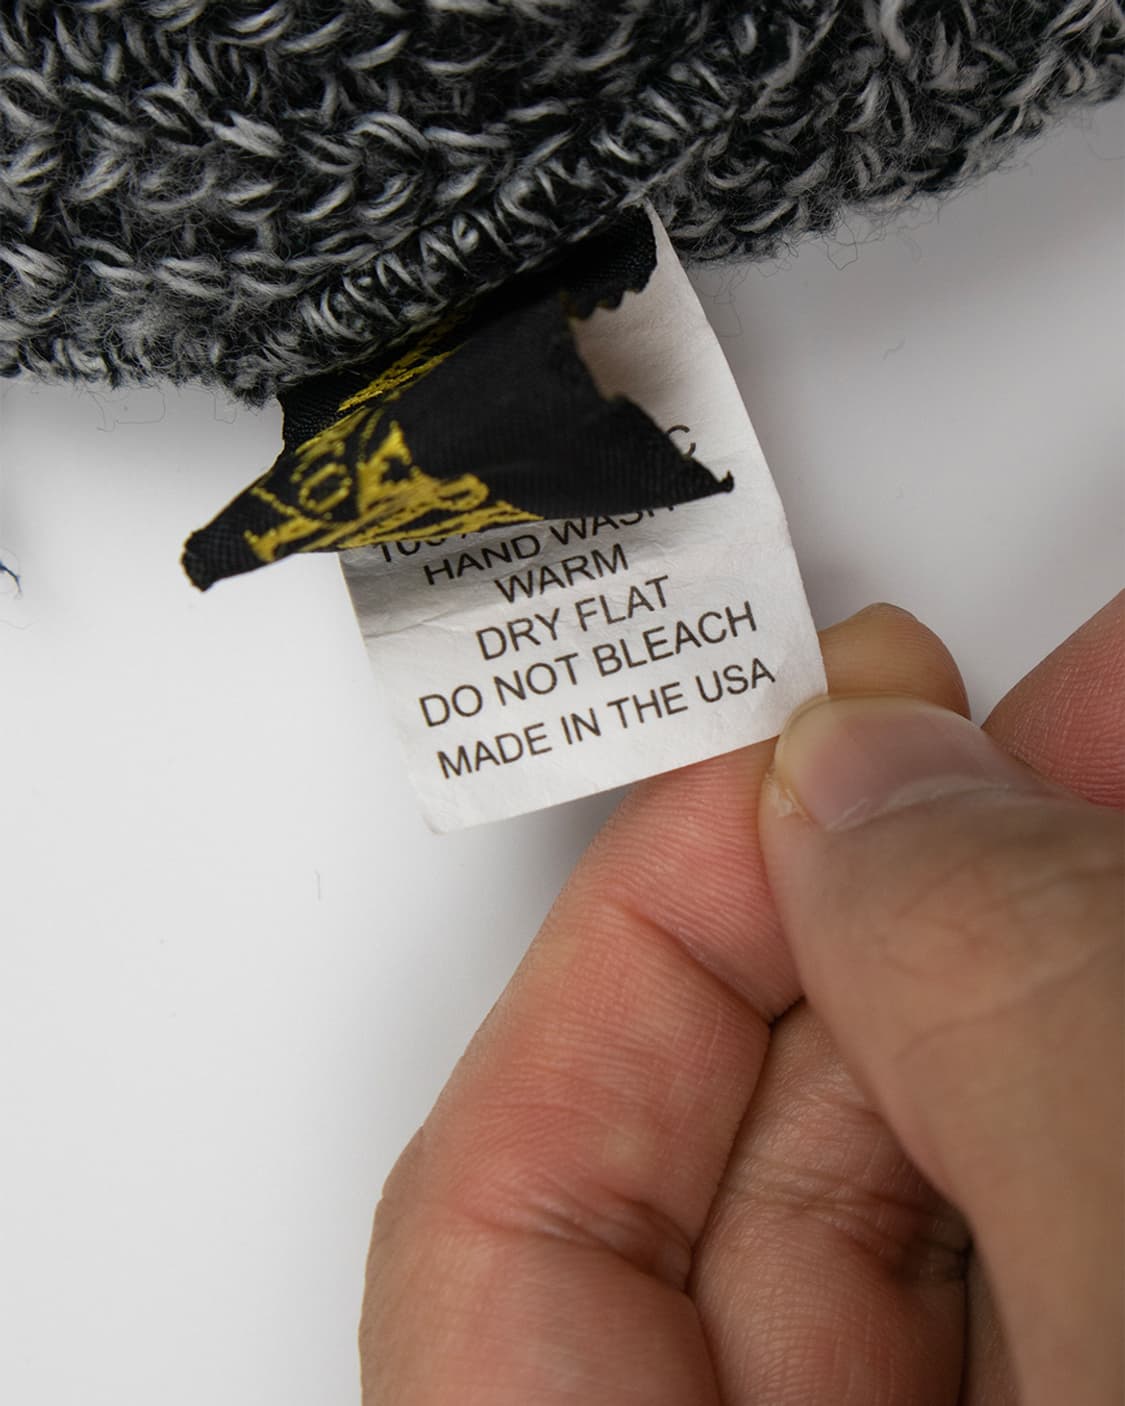 HAND WASH
WARM
DRY FLAT
DO NOT BLEACH
MADE IN THE USA